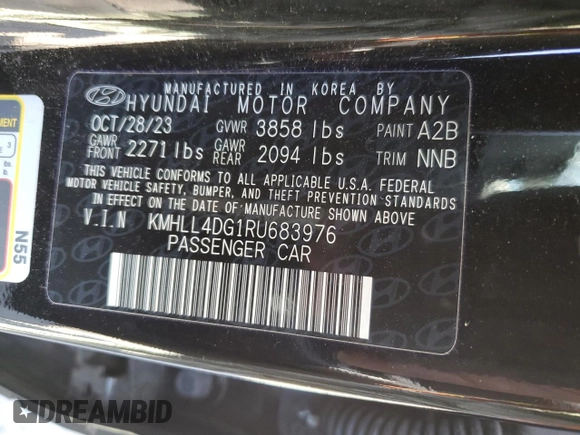 MANUFACTURED IN KOREA BY
HYUNDAI MOTOR COMPANY
OCT/28/23 GVWR 3858 lbs PAINT A2B
GAWR FRONT 2271 lbs GAWR REAR 2094 lbs TRIM NNB
THIS VEHICLE CONFORMS TO ALL APPLICABLE U.S.A. FEDERAL
MOTOR VEHICLE SAFETY, BUMPER, AND THEFT PREVENTION STANDARDS
IN EFFECT ON THE DATE OF MANUFACTURE SHOWN ABOVE
V.I.N KMHLL4DG1RU683976
PASSENGER CAR
3
N55
DREAMBID